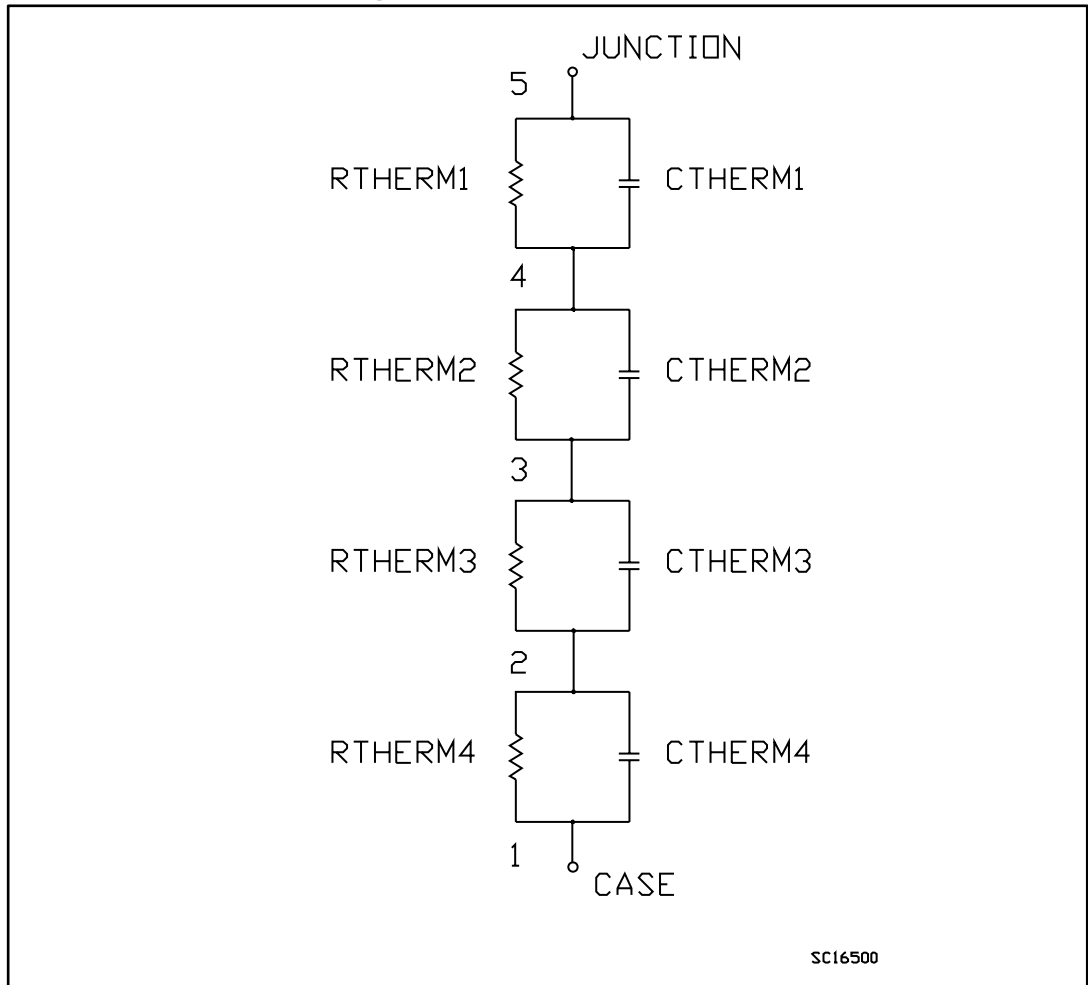 JUNCTION
5
RTHERM1 CTHERM1
4
RTHERM2 CTHERM2
3
RTHERM3 CTHERM3
2
RTHERM4 CTHERM4
1
CASE
SC16500